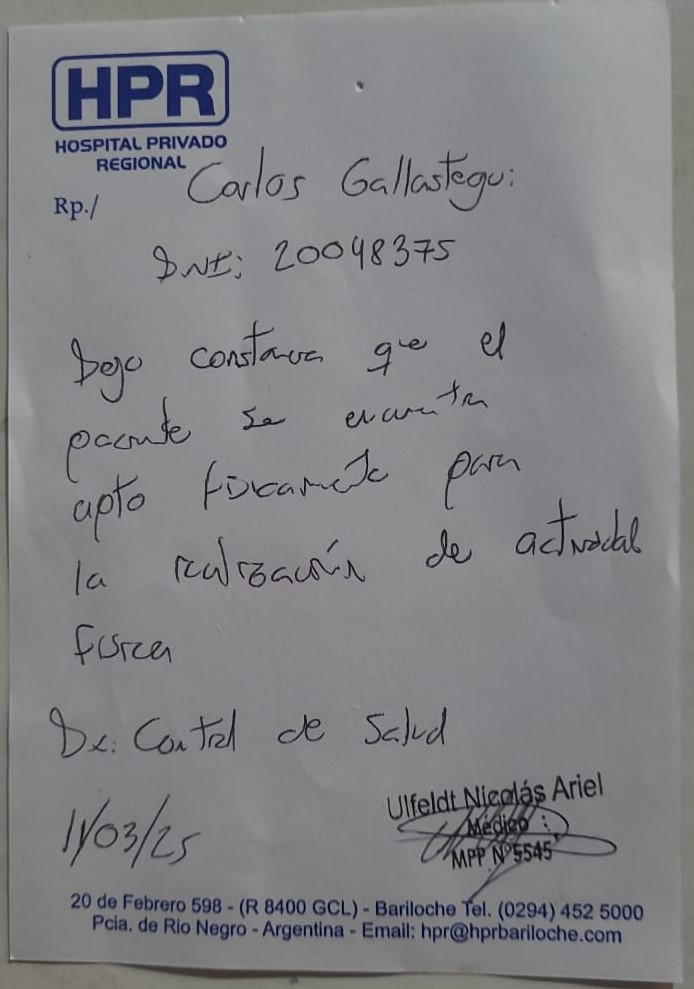 HPR
HOSPITAL PRIVADO
REGIONAL
Rp./
Carlos Gallastegui
DNI: 20048375
Dejo constancia que el
paciente se encuentra
apto físicamente para
la realización de actividad
física
Dx: Control de Salud
11/03/25
Ulfeldt Nicolás Ariel
Médico
MPP Nº 5545
20 de Febrero 598 - (R 8400 GCL) - Bariloche Tel. (0294) 452 5000
Pcia. de Rio Negro - Argentina - Email: hpr@hprbariloche.com